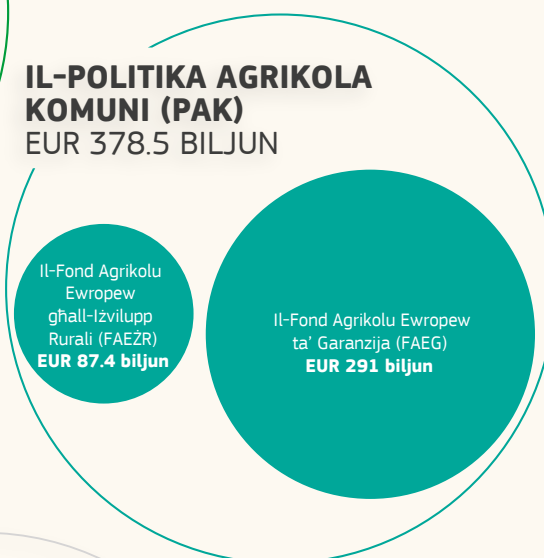 IL-POLITIKA AGRIKOLA
KOMUNI (PAK)
EUR 378.5 BILJUN
Il-Fond Agrikolu
Ewropew
għall-Iżvilupp
Rurali (FAEŻR)
EUR 87.4 biljun
Il-Fond Agrikolu Ewropew
ta’ Garanzija (FAEG)
EUR 291 biljun